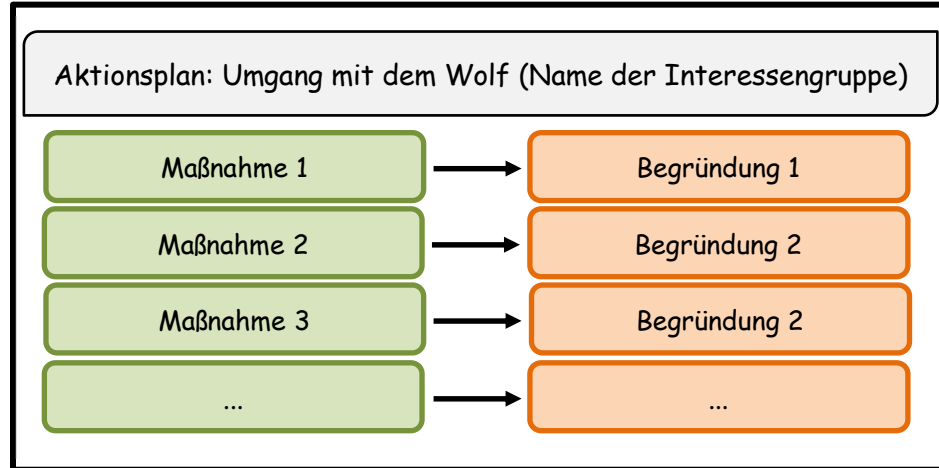 Aktionsplan: Umgang mit dem Wolf (Name der Interessengruppe)
Maßnahme 1
Begründung 1
Maßnahme 2
Begründung 2
Maßnahme 3
Begründung 2
...
...